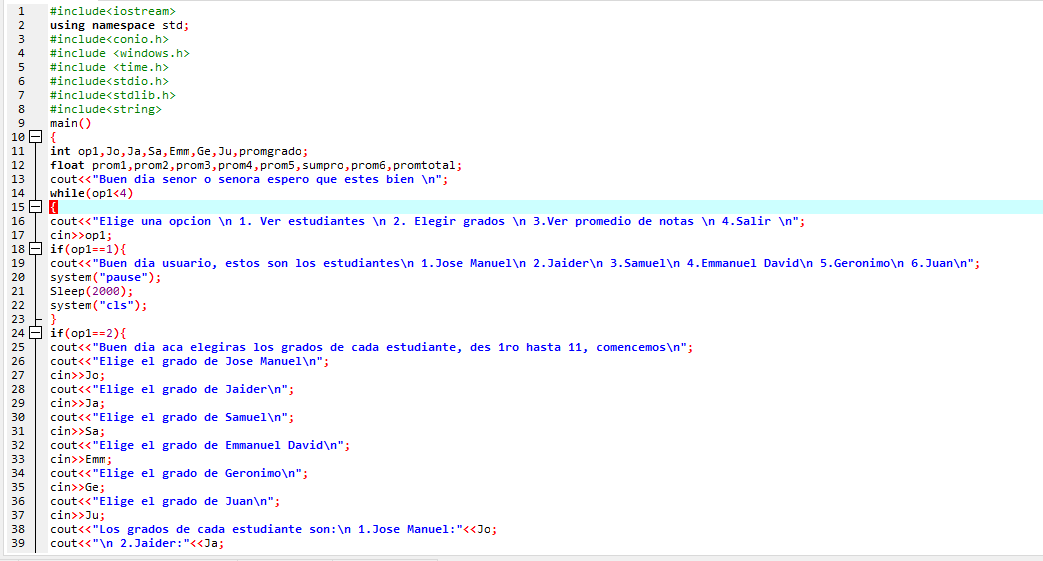 1 #include<iostream>
2 using namespace std;
3 #include<conio.h>
4 #include <windows.h>
5 #include <time.h>
6 #include<stdio.h>
7 #include<stdlib.h>
8 #include<string>
9 main()
10 {
11 int op1,Jo,Ja,Sa,Emm,Ge,Ju,promgrado;
12 float prom1,prom2,prom3,prom4,prom5,sumpro,prom6,promtotal;
13 cout<<"Buen dia senor o senora espero que estes bien \n";
14 while(op1<4)
15 {
16 cout<<"Elige una opcion \n 1. Ver estudiantes \n 2. Elegir grados \n 3.Ver promedio de notas \n 4.Salir \n";
17 cin>>op1;
18 if(op1==1){
19 cout<<"Buen dia usuario, estos son los estudiantes\n 1.Jose Manuel\n 2.Jaider\n 3.Samuel\n 4.Emmanuel David\n 5.Geronimo\n 6.Juan\n";
20 system("pause");
21 Sleep(2000);
22 system("cls");
23 }
24 if(op1==2){
25 cout<<"Buen dia aca elegiras los grados de cada estudiante, des 1ro hasta 11, comencemos\n";
26 cout<<"Elige el grado de Jose Manuel\n";
27 cin>>Jo;
28 cout<<"Elige el grado de Jaider\n";
29 cin>>Ja;
30 cout<<"Elige el grado de Samuel\n";
31 cin>>Sa;
32 cout<<"Elige el grado de Emmanuel David\n";
33 cin>>Emm;
34 cout<<"Elige el grado de Geronimo\n";
35 cin>>Ge;
36 cout<<"Elige el grado de Juan\n";
37 cin>>Ju;
38 cout<<"Los grados de cada estudiante son:\n 1.Jose Manuel:"<<Jo;
39 cout<<"\n 2.Jaider:"<<Ja;